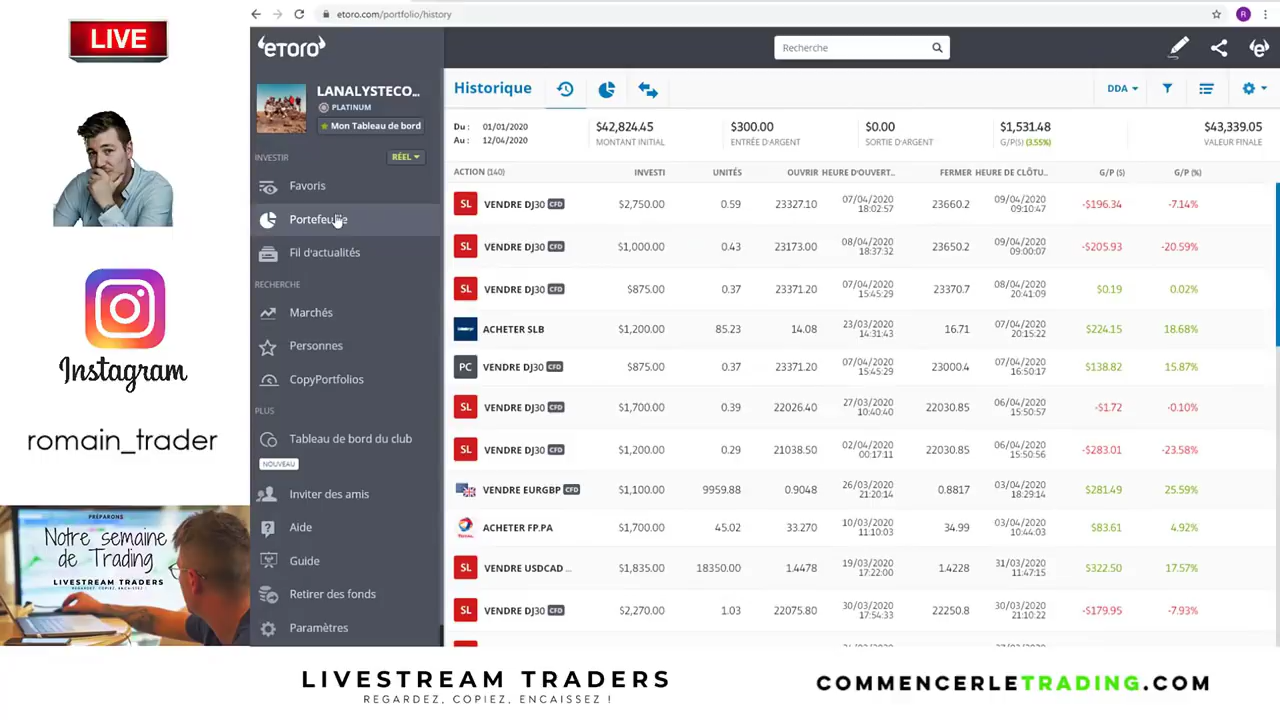 LIVE
Instagram
romain_trader
PRÉPARONS
Notre semaine
de Trading
LIVESTREAM TRADERS
REGARDEZ, COPIEZ, ENCAISSEZ !
etoro.com/portfolio/history
R
eToro
Recherche
LANALYSTECO...
PLATINUM
Mon Tableau de bord
INVESTIR
RÉEL
Favoris
Portefeuille
Fil d'actualités
RECHERCHE
Marchés
Personnes
CopyPortfolios
PLUS
Tableau de bord du club
NOUVEAU
Inviter des amis
Aide
Guide
Retirer des fonds
Paramètres
Historique
DDA
Du : 01/01/2020
Au : 12/04/2020
$42,824.45 $300.00 $0.00 $1,531.48 $43,339.05
MONTANT INITIAL ENTRÉE D'ARGENT SORTIE D'ARGENT G/P($) (3.55%) VALEUR FINALE
ACTION (140) INVESTI UNITÉS OUVRIR HEURE D'OUVERT... FERMER HEURE DE CLÔTU... G/P ($) G/P (%)
SL VENDRE DJ30 CFD $2,750.00 0.59 23327.10 07/04/2020 18:02:57 23660.2 09/04/2020 09:10:47 -$196.34 -7.14%
SL VENDRE DJ30 CFD $1,000.00 0.43 23173.00 08/04/2020 18:37:32 23650.2 09/04/2020 09:00:07 -$205.93 -20.59%
SL VENDRE DJ30 CFD $875.00 0.37 23371.20 07/04/2020 15:45:29 23370.7 08/04/2020 20:41:09 $0.19 0.02%
ACHETER SLB $1,200.00 85.23 14.08 23/03/2020 14:31:43 16.71 07/04/2020 20:15:22 $224.15 18.68%
PC VENDRE DJ30 CFD $875.00 0.37 23371.20 07/04/2020 15:45:29 23000.4 07/04/2020 16:50:17 $138.82 15.87%
SL VENDRE DJ30 CFD $1,700.00 0.39 22026.40 27/03/2020 10:40:40 22030.85 06/04/2020 15:50:57 -$1.72 -0.10%
SL VENDRE DJ30 CFD $1,200.00 0.29 21038.50 02/04/2020 00:17:11 22030.85 06/04/2020 15:50:56 -$283.01 -23.58%
VENDRE EURGBP CFD $1,100.00 9959.88 0.9048 26/03/2020 21:20:14 0.8817 03/04/2020 18:29:14 $281.49 25.59%
TOTAL ACHETER FP.PA $1,700.00 45.02 33.270 10/03/2020 11:10:03 34.99 03/04/2020 10:44:03 $83.61 4.92%
SL VENDRE USDCAD ... $1,835.00 18350.00 1.4478 19/03/2020 17:22:00 1.4228 31/03/2020 11:47:15 $322.50 17.57%
SL VENDRE DJ30 CFD $2,270.00 1.03 22075.80 30/03/2020 17:54:33 22250.8 30/03/2020 21:10:22 -$179.95 -7.93%
LIVESTREAM TRADERS
REGARDEZ, COPIEZ, ENCAISSEZ !
COMMENCERLETRADING.COM